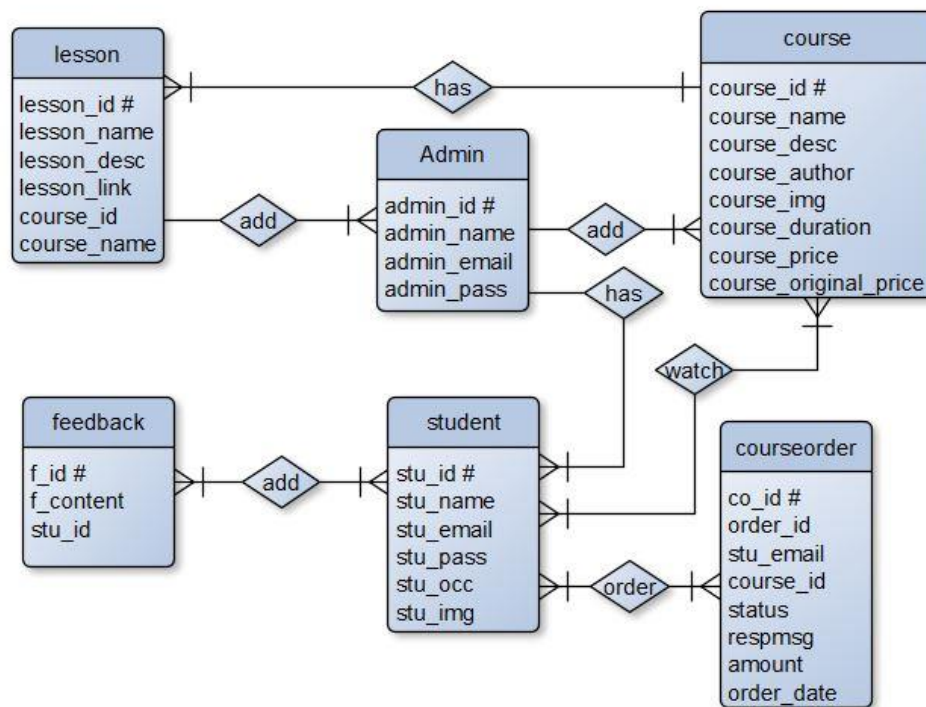 lesson
lesson_id #
lesson_name
lesson_desc
lesson_link
course_id
course_name
has
course
course_id #
course_name
course_desc
course_author
course_img
course_duration
course_price
course_original_price
add
Admin
admin_id #
admin_name
admin_email
admin_pass
add
has
watch
feedback
f_id #
f_content
stu_id
add
student
stu_id #
stu_name
stu_email
stu_pass
stu_occ
stu_img
order
courseorder
co_id #
order_id
stu_email
course_id
status
respmsg
amount
order_date